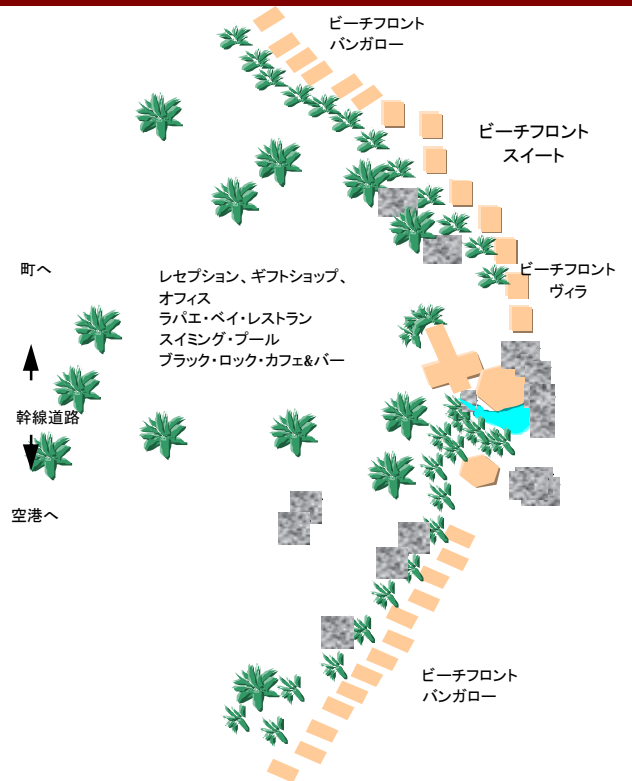 ビーチフロント
バンガロー
ビーチフロント
スイート
町へ
レセプション、ギフトショップ、
オフィス
ラパエ・ベイ・レストラン
スイミング・プール
ブラック・ロック・カフェ&バー
ビーチフロント
ヴィラ
幹線道路
空港へ
ビーチフロント
バンガロー